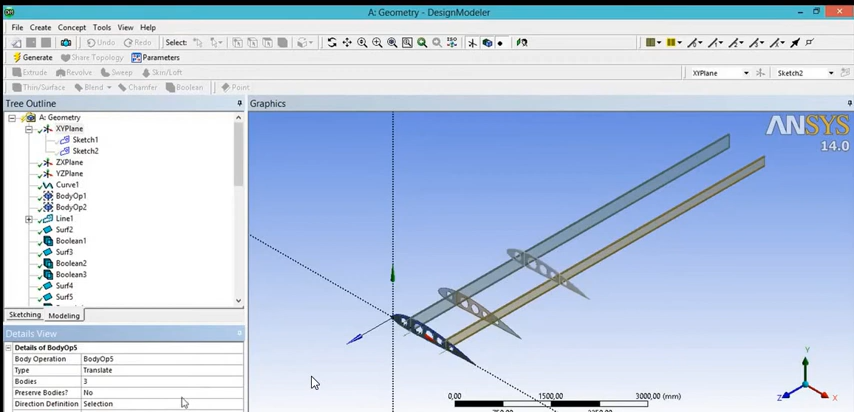 A: Geometry - DesignModeler
File Create Concept Tools View Help
Undo Redo Select:
Generate Share Topology Parameters
Extrude Revolve Sweep Skin/Loft XYPlane Sketch2
Thin/Surface Blend Chamfer Boolean Point
Tree Outline Graphics
A: Geometry
XYPlane
Sketch1
Sketch2
ZXPlane
YZPlane
Curve1
BodyOp1
BodyOp2
Line1
Surf2
Boolean1
Surf3
Boolean2
Boolean3
Surf4
Surf5
ANSYS
14.0
Sketching Modeling
Details View
Details of BodyOp5
Body Operation BodyOp5
Type Translate
Bodies 3
Preserve Bodies? No
Direction Definition Selection
0.00 1500.00 3000.00 (mm)
Y
Z X